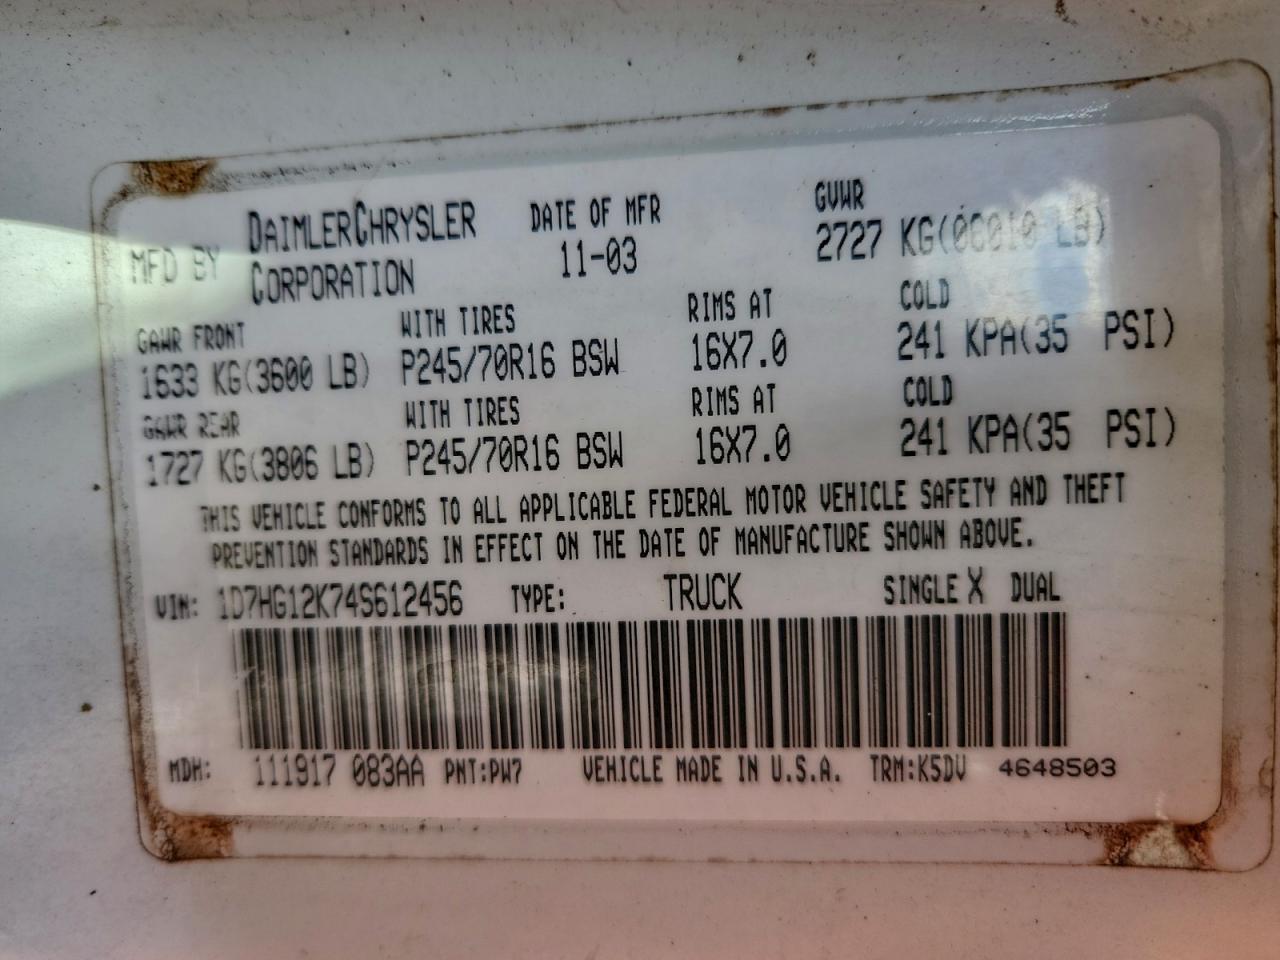 MFD BY DAIMLERCHRYSLER CORPORATION
DATE OF MFR 11-03
GVWR 2727 KG(06010 LB)
GAWR FRONT WITH TIRES RIMS AT COLD
1633 KG(3600 LB) P245/70R16 BSW 16X7.0 241 KPA(35 PSI)
GAWR REAR WITH TIRES RIMS AT COLD
1727 KG(3806 LB) P245/70R16 BSW 16X7.0 241 KPA(35 PSI)
THIS VEHICLE CONFORMS TO ALL APPLICABLE FEDERAL MOTOR VEHICLE SAFETY AND THEFT
PREVENTION STANDARDS IN EFFECT ON THE DATE OF MANUFACTURE SHOWN ABOVE.
VIN: 1D7HG12K74S612456 TYPE: TRUCK SINGLE X DUAL
MDH: 111917 083AA PNT:PW7 VEHICLE MADE IN U.S.A. TRM:K5DV 4648503